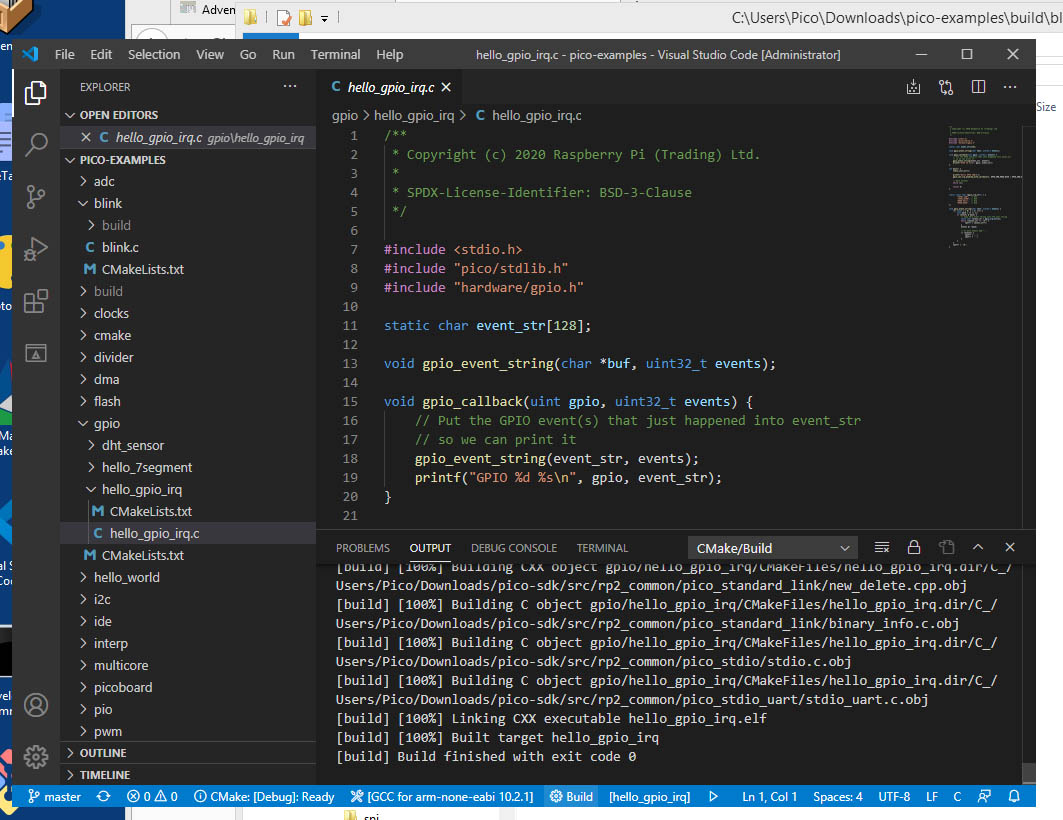 Adven
C:\Users\Pico\Downloads\pico-examples\build\bl
File Edit Selection View Go Run Terminal Help
hello_gpio_irq.c - pico-examples - Visual Studio Code [Administrator]
Size
EXPLORER
OPEN EDITORS
hello_gpio_irq.c gpio\hello_gpio_irq
PICO-EXAMPLES
adc
blink
build
C blink.c
M CMakeLists.txt
build
clocks
cmake
divider
dma
flash
gpio
dht_sensor
hello_7segment
hello_gpio_irq
M CMakeLists.txt
C hello_gpio_irq.c
M CMakeLists.txt
hello_world
i2c
ide
interp
multicore
picoboard
pio
pwm
OUTLINE
TIMELINE
C hello_gpio_irq.c
gpio > hello_gpio_irq > C hello_gpio_irq.c
1 /**
2 * Copyright (c) 2020 Raspberry Pi (Trading) Ltd.
3 *
4 * SPDX-License-Identifier: BSD-3-Clause
5 */
6
7 #include <stdio.h>
8 #include "pico/stdlib.h"
9 #include "hardware/gpio.h"
10
11 static char event_str[128];
12
13 void gpio_event_string(char *buf, uint32_t events);
14
15 void gpio_callback(uint gpio, uint32_t events) {
16 // Put the GPIO event(s) that just happened into event_str
17 // so we can print it
18 gpio_event_string(event_str, events);
19 printf("GPIO %d %s\n", gpio, event_str);
20 }
21
PROBLEMS OUTPUT DEBUG CONSOLE TERMINAL CMake/Build
[build] [100%] Building CXX object gpio/hello_gpio_irq/CMakeFiles/hello_gpio_irq.dir/C_/
Users/Pico/Downloads/pico-sdk/src/rp2_common/pico_standard_link/new_delete.cpp.obj
[build] [100%] Building C object gpio/hello_gpio_irq/CMakeFiles/hello_gpio_irq.dir/C_/
Users/Pico/Downloads/pico-sdk/src/rp2_common/pico_standard_link/binary_info.c.obj
[build] [100%] Building C object gpio/hello_gpio_irq/CMakeFiles/hello_gpio_irq.dir/C_/
Users/Pico/Downloads/pico-sdk/src/rp2_common/pico_stdio/stdio.c.obj
[build] [100%] Building C object gpio/hello_gpio_irq/CMakeFiles/hello_gpio_irq.dir/C_/
Users/Pico/Downloads/pico-sdk/src/rp2_common/pico_stdio_uart/stdio_uart.c.obj
[build] [100%] Linking CXX executable hello_gpio_irq.elf
[build] [100%] Built target hello_gpio_irq
[build] Build finished with exit code 0
master 0 0 CMake: [Debug]: Ready [GCC for arm-none-eabi 10.2.1] Build [hello_gpio_irq] Ln 1, Col 1 Spaces: 4 UTF-8 LF C